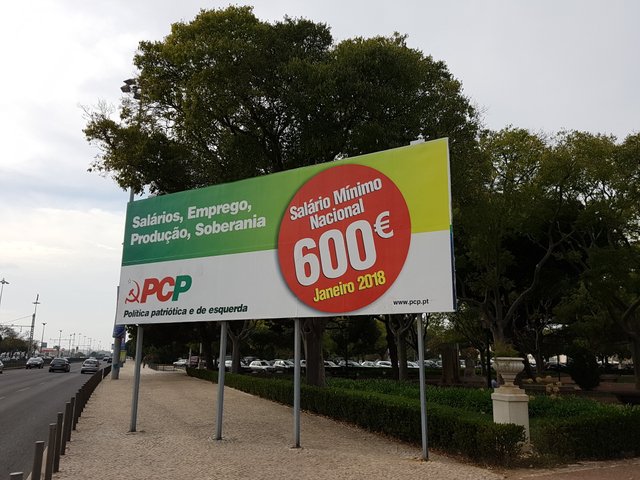 Salários, Emprego,
Produção, Soberania
Salário Mínimo
Nacional
600€
Janeiro 2018
PCP
Política patriótica e de esquerda
www.pcp.pt